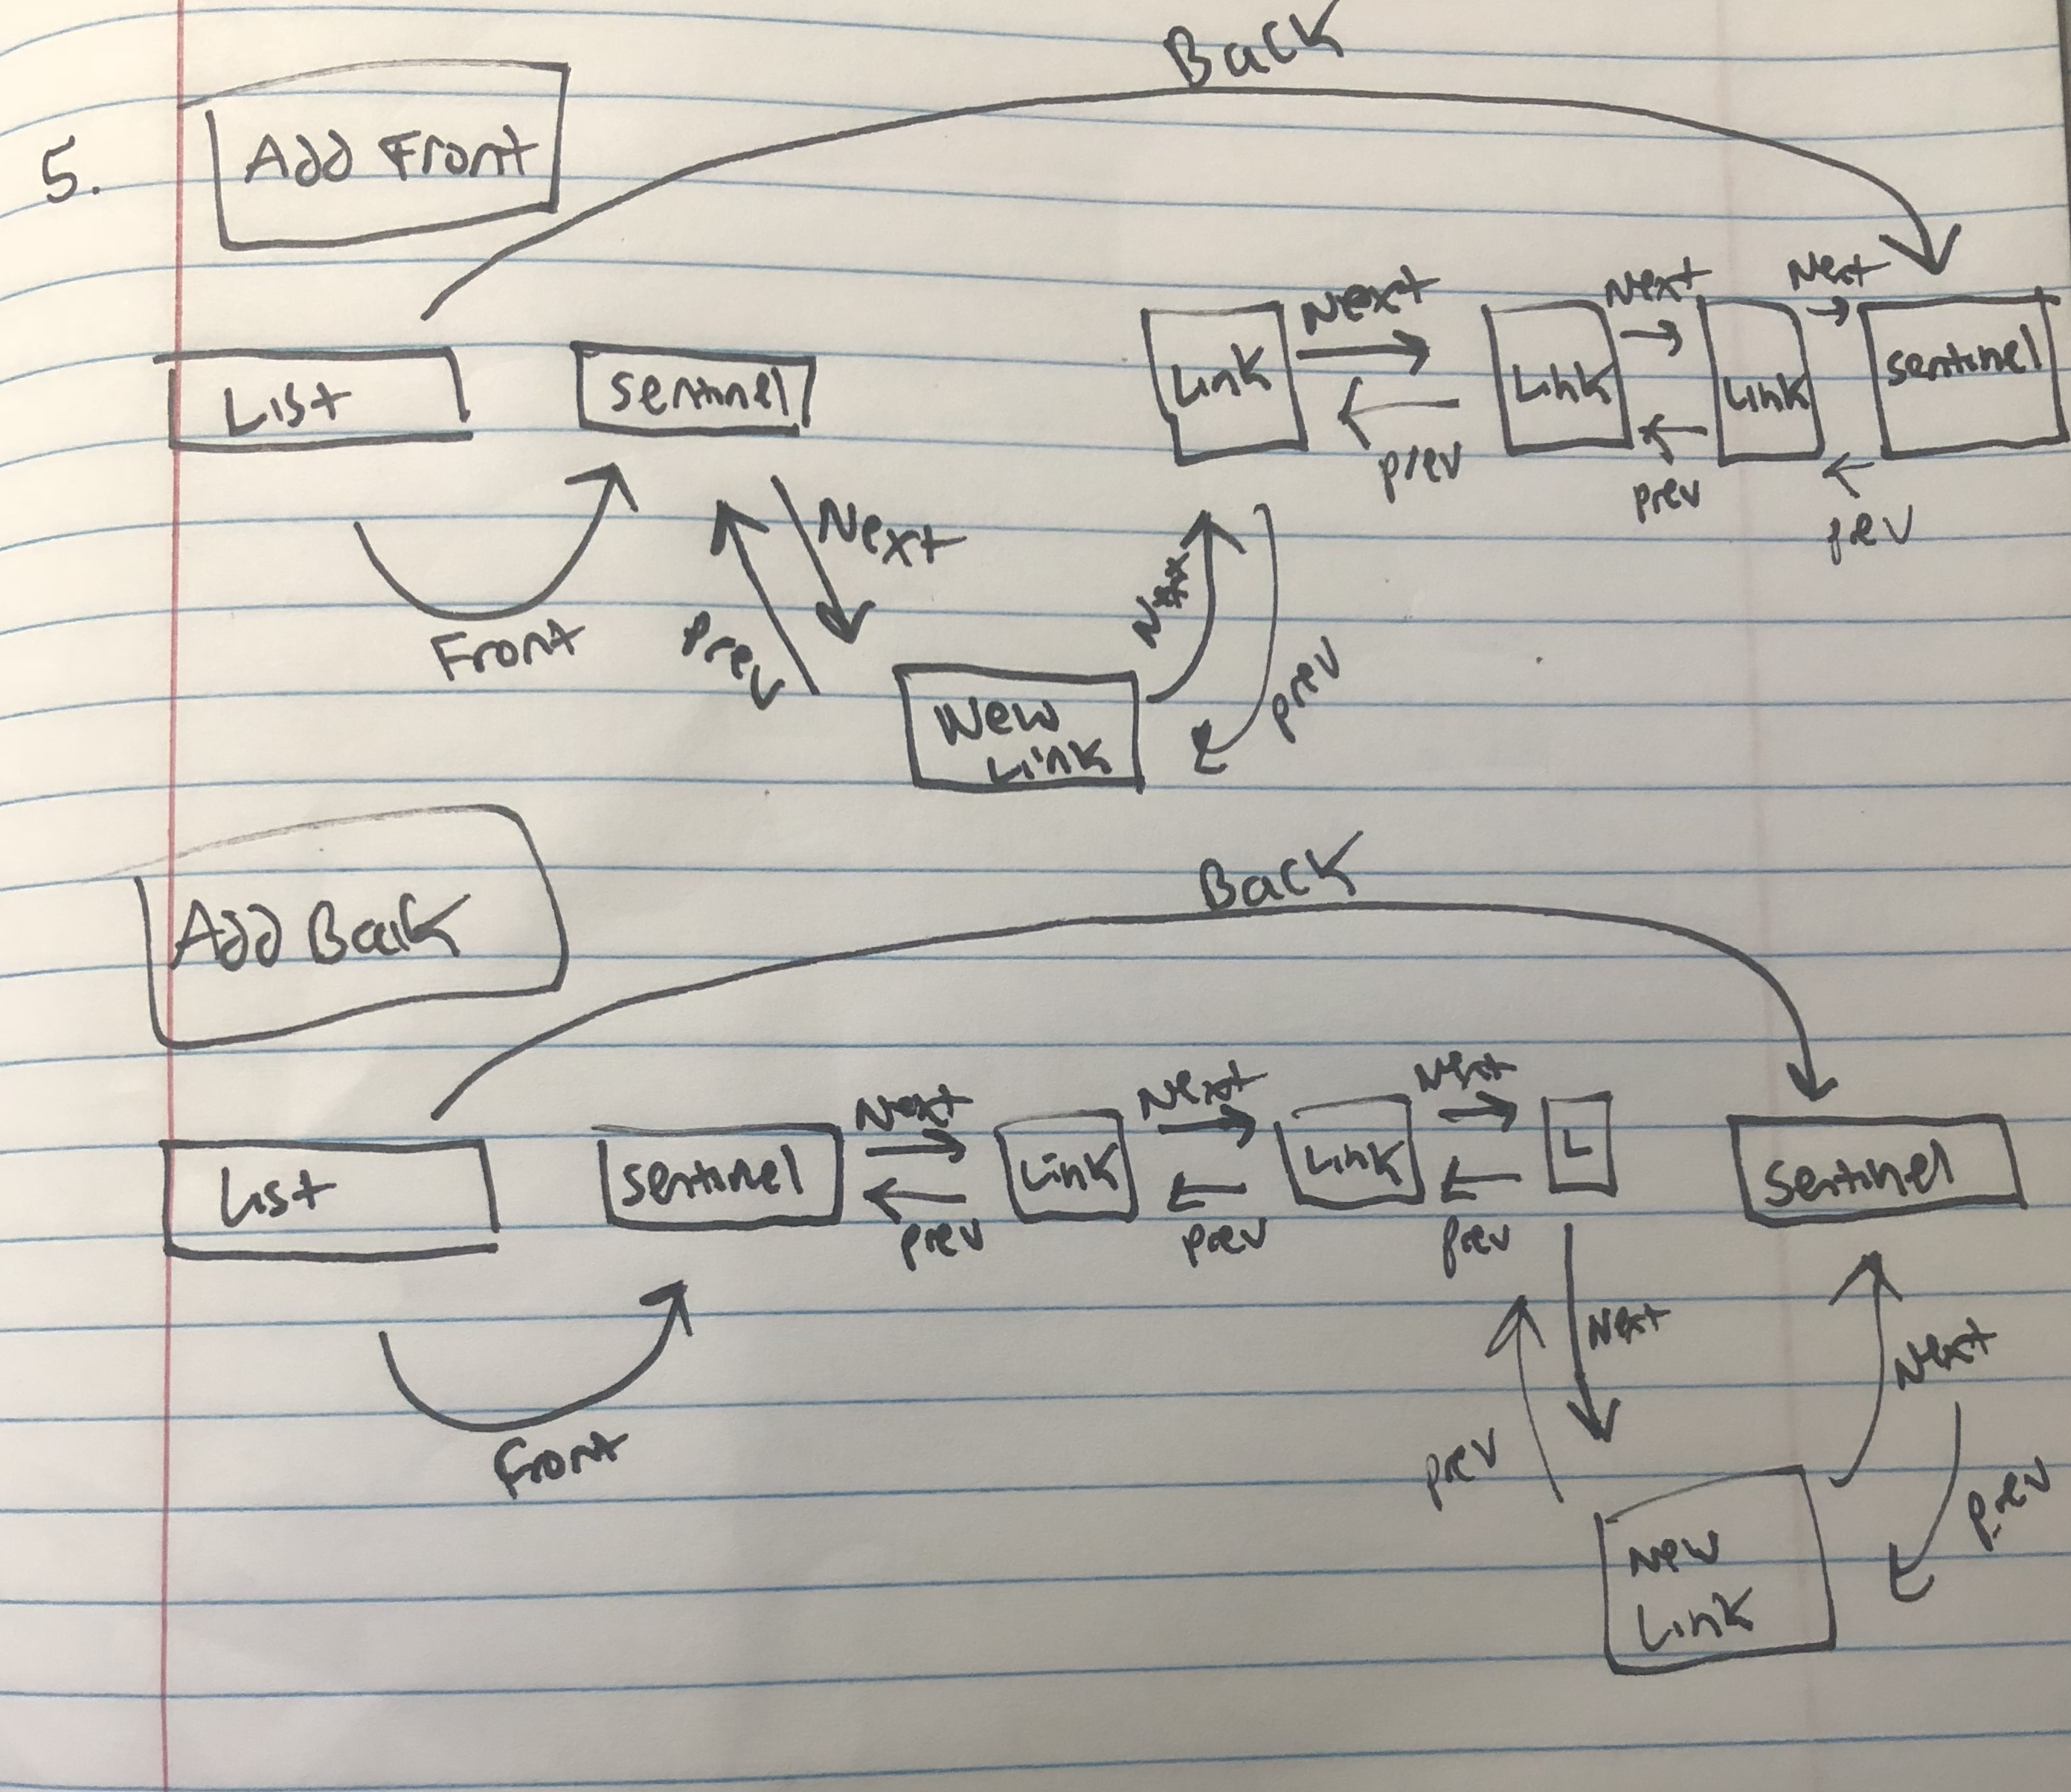 Back
5. Add Front
Next Next Next
List Sentinel Link Link Link Sentinel
prev prev prev
Next
Next
Front prev prev
New
Link
Back
Add Back
Next Next Next
List Sentinel Link Link L Sentinel
prev prev prev
Next Next
Front prev prev
New
Link